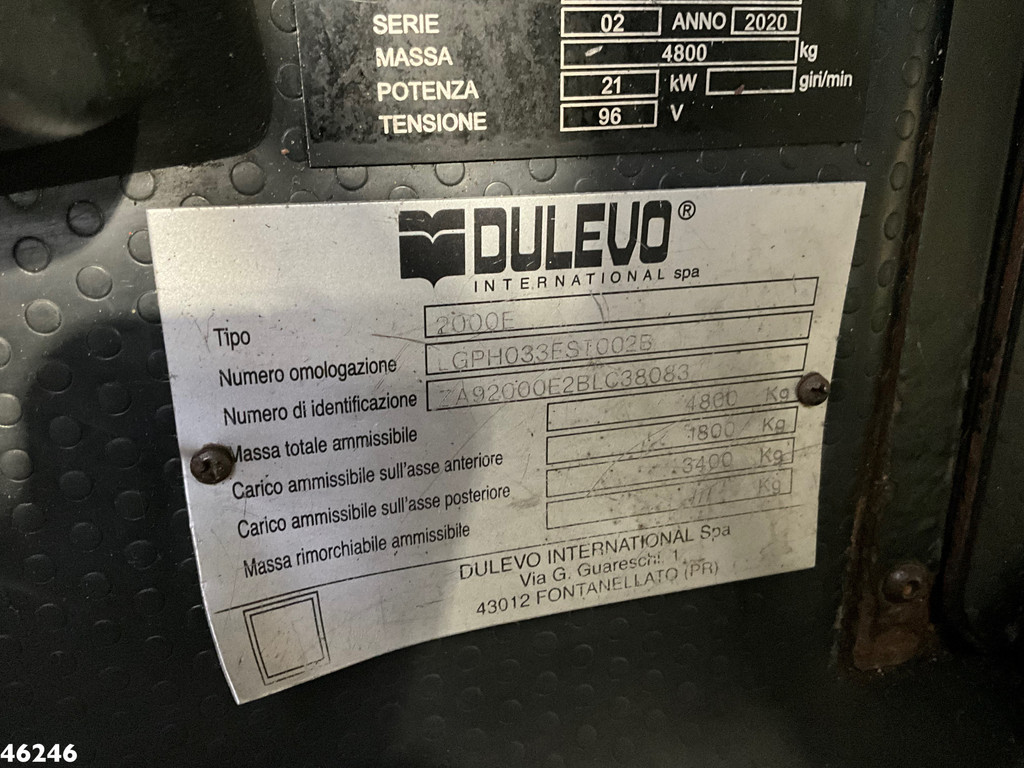 SERIE 02 ANNO 2020
MASSA 4800 kg
POTENZA 21 kW giri/min
TENSIONE 96 V
DULEVO®
INTERNATIONAL spa
Tipo 2000E
Numero omologazione LGPH033EST002B
Numero di identificazione ZA92000E2BLC38083
Massa totale ammissibile 4800 Kg
Carico ammissibile sull'asse anteriore 1800 Kg
Carico ammissibile sull'asse posteriore 3400 Kg
Massa rimorchiabile ammissibile Kg
DULEVO INTERNATIONAL Spa
Via G. Guareschi, 1
43012 FONTANELLATO (PR)
46246